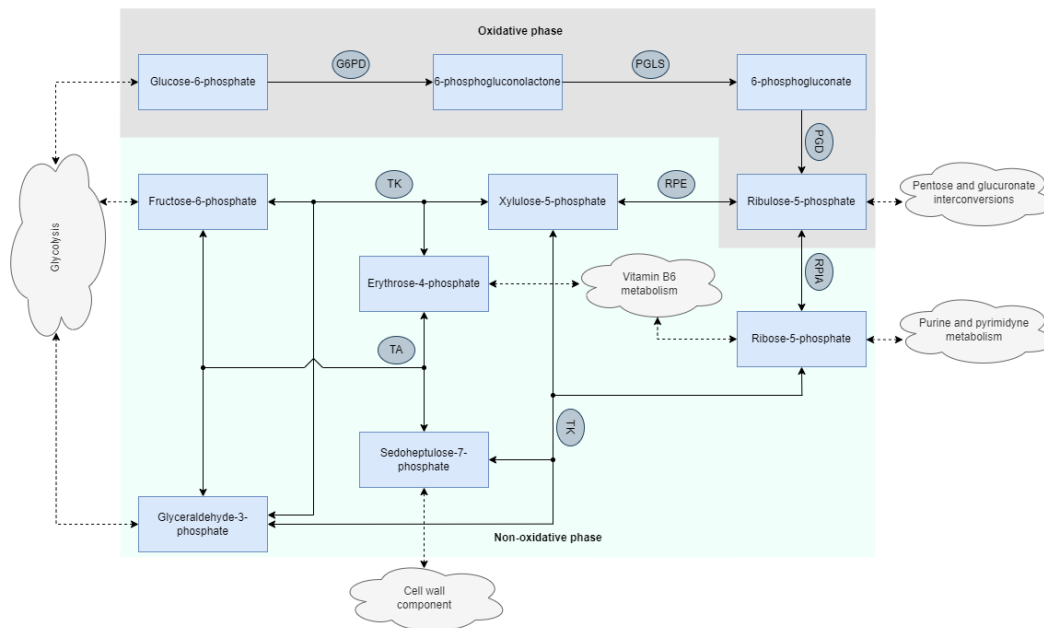 Oxidative phase
G6PD
PGLS
Glucose-6-phosphate
6-phosphogluconolactone
6-phosphogluconate
PGD
TK
RPE
Fructose-6-phosphate
Xylulose-5-phosphate
Ribulose-5-phosphate
Pentose and glucuronate
interconversions
Glycolysis
Erythrose-4-phosphate
Vitamin B6
metabolism
RPIA
TA
Ribose-5-phosphate
Purine and pyrimidyne
metabolism
TK
Sedoheptulose-7-
phosphate
Glyceraldehyde-3-
phosphate
Non-oxidative phase
Cell wall
component